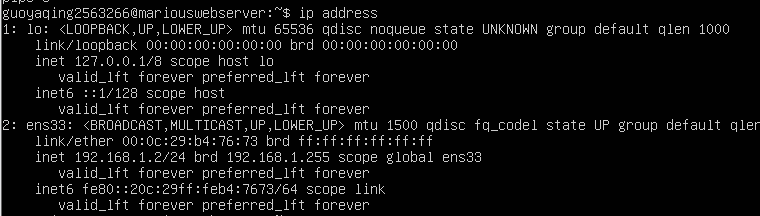 guoyaqing2563266@mariouswebserver:~$ ip address
1: lo: <LOOPBACK,UP,LOWER_UP> mtu 65536 qdisc noqueue state UNKNOWN group default qlen 1000
    link/loopback 00:00:00:00:00:00 brd 00:00:00:00:00:00
    inet 127.0.0.1/8 scope host lo
       valid_lft forever preferred_lft forever
    inet6 ::1/128 scope host
       valid_lft forever preferred_lft forever
2: ens33: <BROADCAST,MULTICAST,UP,LOWER_UP> mtu 1500 qdisc fq_codel state UP group default qlen
    link/ether 00:0c:29:b4:76:73 brd ff:ff:ff:ff:ff:ff
    inet 192.168.1.2/24 brd 192.168.1.255 scope global ens33
       valid_lft forever preferred_lft forever
    inet6 fe80::20c:29ff:feb4:7673/64 scope link
       valid_lft forever preferred_lft forever